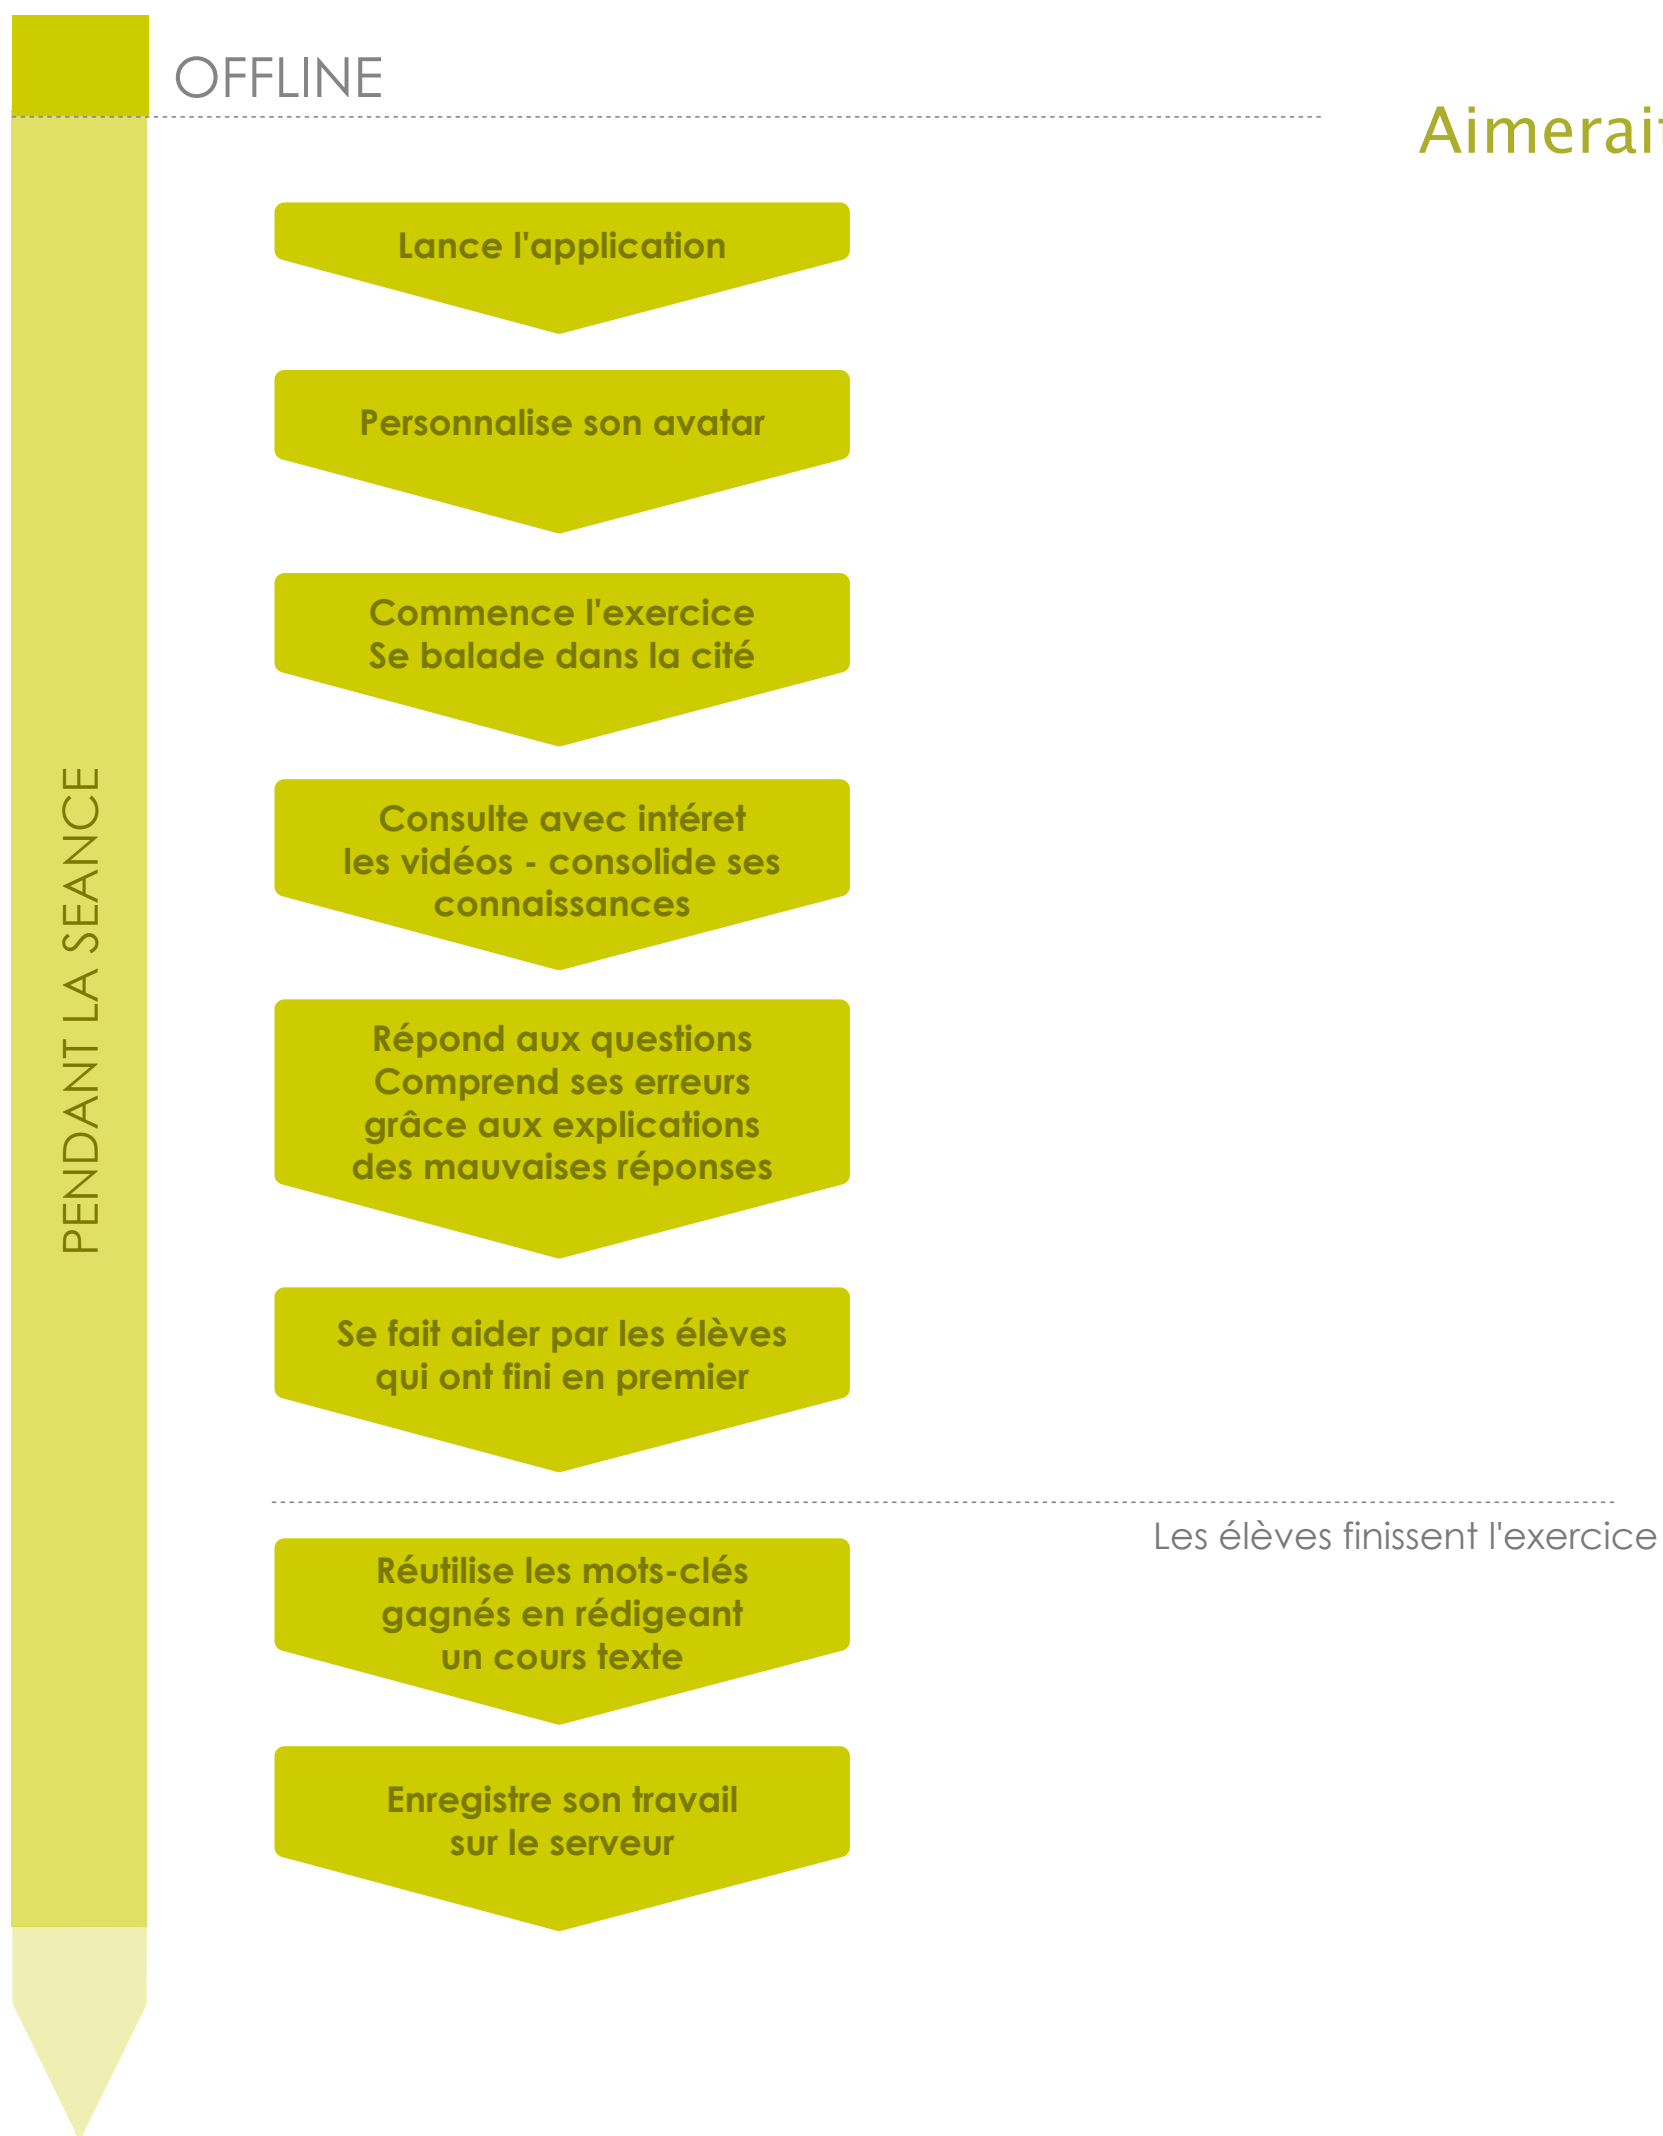 OFFLINE
Aimerait
Lance l'application
Personnalise son avatar
Commence l'exercice
Se balade dans la cité
Consulte avec intéret
les vidéos - consolide ses
connaissances
PENDANT LA SEANCE
Répond aux questions
Comprend ses erreurs
grâce aux explications
des mauvaises réponses
Se fait aider par les élèves
qui ont fini en premier
Les élèves finissent l'exercice
Réutilise les mots-clés
gagnés en rédigeant
un cours texte
Enregistre son travail
sur le serveur